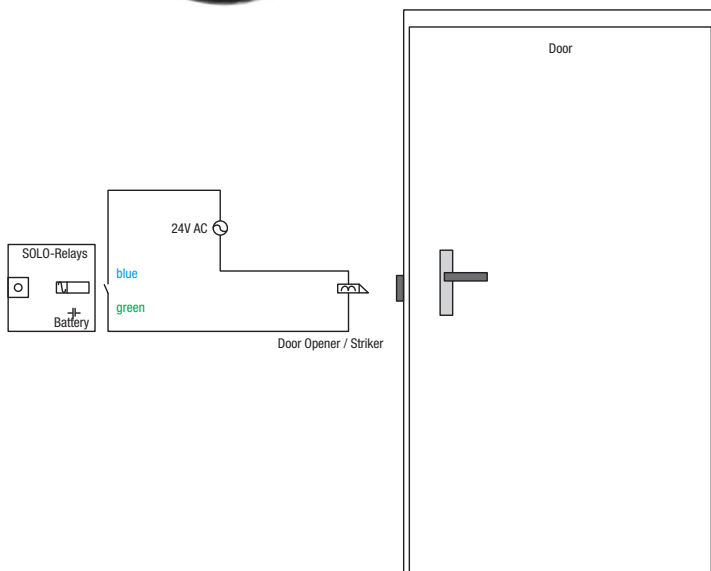 Door
24V AC
SOLO-Relays
blue
green
Battery
Door Opener / Striker